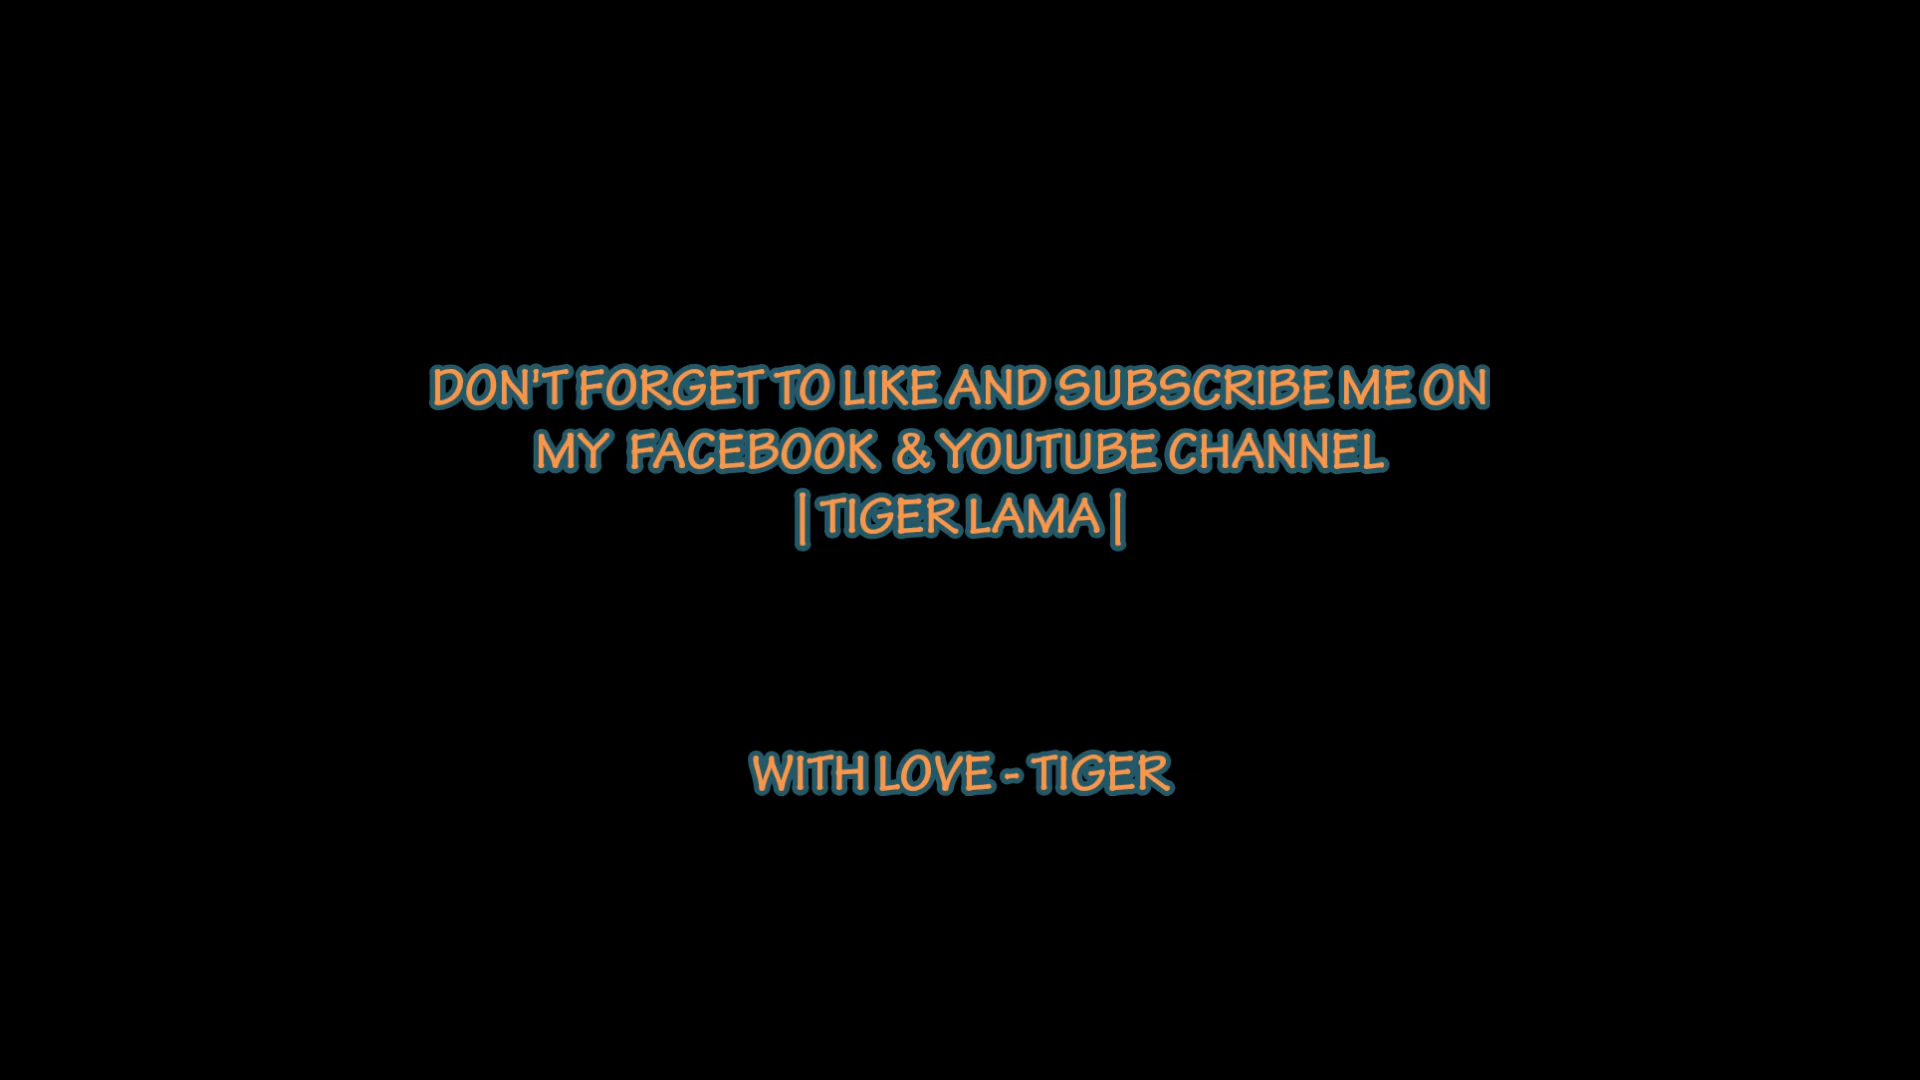 DON'T FORGET TO LIKE AND SUBSCRIBE ME ON
MY FACEBOOK & YOUTUBE CHANNEL
| TIGER LAMA |
WITH LOVE - TIGER